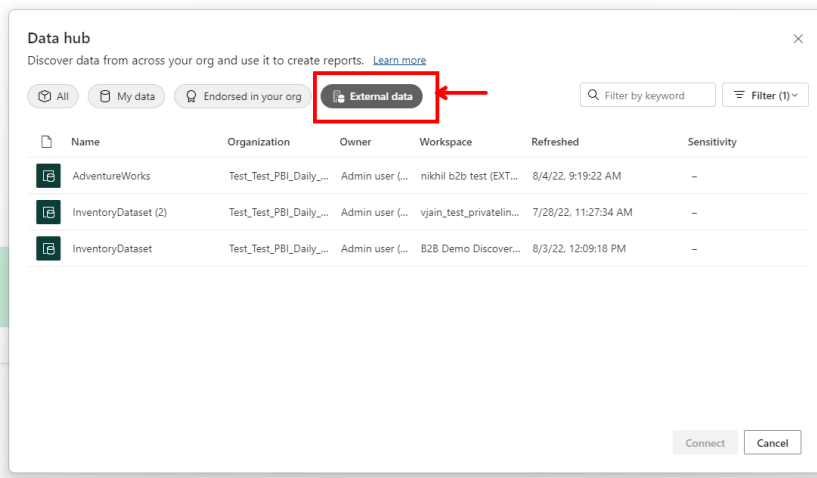 Data hub
Discover data from across your org and use it to create reports. Learn more
All My data Endorsed in your org External data Filter by keyword Filter (1)
Name Organization Owner Workspace Refreshed Sensitivity
AdventureWorks Test_Test_PBI_Daily_... Admin user (... nikhil b2b test (EXT... 8/4/22, 9:19:22 AM –
InventoryDataset (2) Test_Test_PBI_Daily_... Admin user (... vjain_test_privatelin... 7/28/22, 11:27:34 AM –
InventoryDataset Test_Test_PBI_Daily_... Admin user (... B2B Demo Discover... 8/3/22, 12:09:18 PM –
Connect Cancel